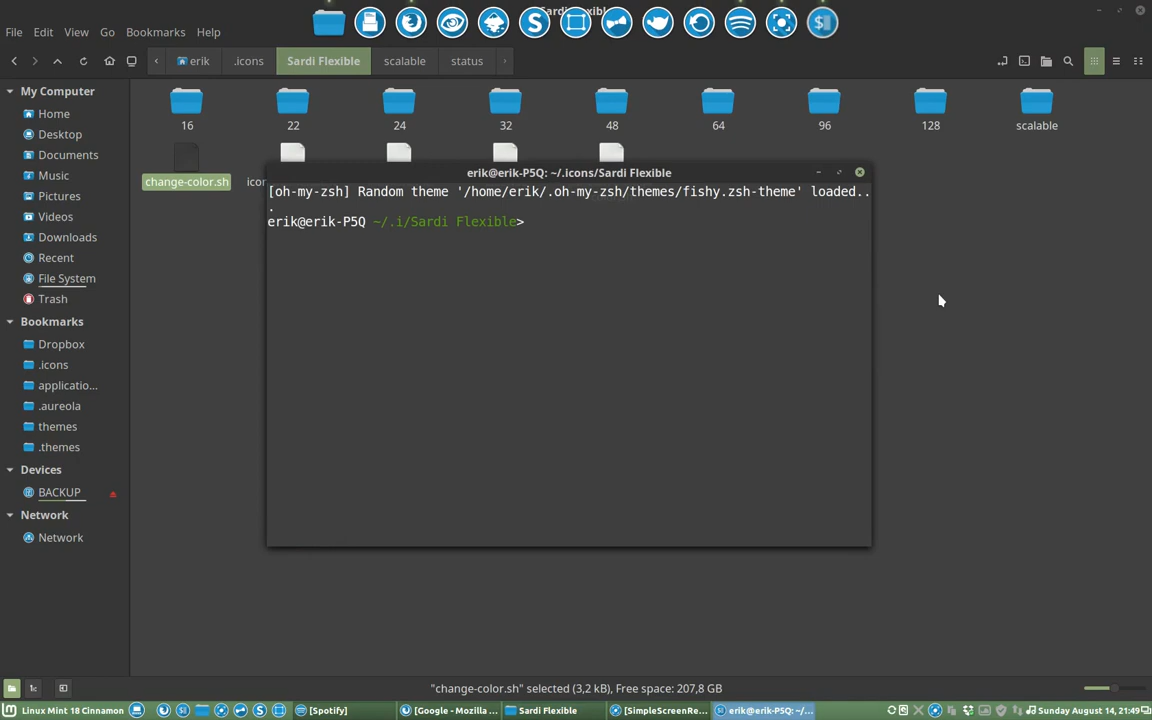 Sardi Flexible
File Edit View Go Bookmarks Help
erik .icons Sardi Flexible scalable status
My Computer
Home
Desktop
Documents
Music
Pictures
Videos
Downloads
Recent
File System
Trash
Bookmarks
Dropbox
.icons
applicatio...
.aureola
themes
.themes
Devices
BACKUP
Network
Network
16 22 24 32 48 64 96 128 scalable
change-color.sh
erik@erik-P5Q: ~/.icons/Sardi Flexible
[oh-my-zsh] Random theme '/home/erik/.oh-my-zsh/themes/fishy.zsh-theme' loaded..
.
erik@erik-P5Q ~/.i/Sardi Flexible>
"change-color.sh" selected (3,2 kB), Free space: 207,8 GB
Linux Mint 18 Cinnamon [Spotify] [Google - Mozilla ... Sardi Flexible [SimpleScreenRe... erik@erik-P5Q: ~/... Sunday August 14, 21:49